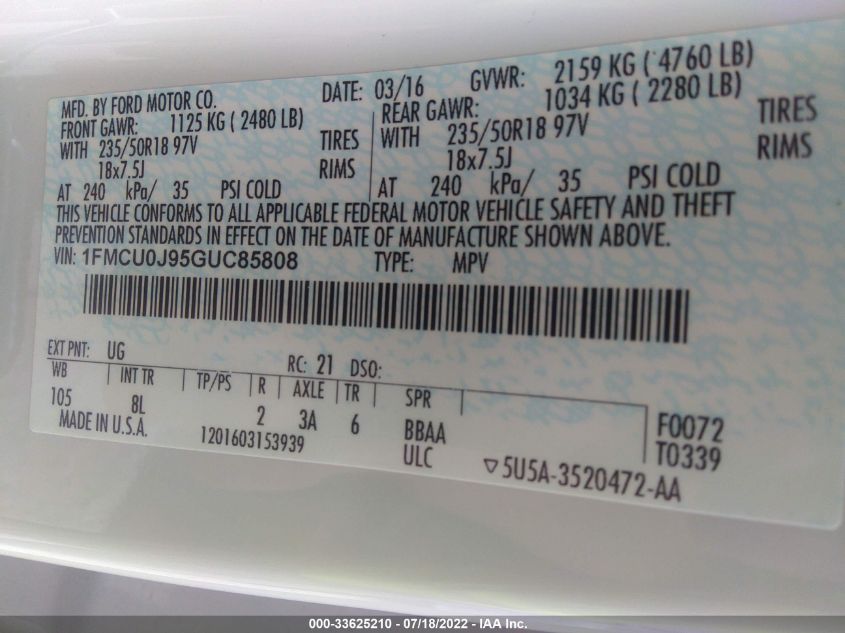 MFD. BY FORD MOTOR CO. DATE: 03/16 GVWR: 2159 KG ( 4760 LB)
FRONT GAWR: 1125 KG ( 2480 LB) REAR GAWR: 1034 KG ( 2280 LB)
WITH 235/50R18 97V TIRES WITH 235/50R18 97V TIRES
18x7.5J RIMS 18x7.5J RIMS
AT 240 kPa/ 35 PSI COLD AT 240 kPa/ 35 PSI COLD
THIS VEHICLE CONFORMS TO ALL APPLICABLE FEDERAL MOTOR VEHICLE SAFETY AND THEFT
PREVENTION STANDARDS IN EFFECT ON THE DATE OF MANUFACTURE SHOWN ABOVE.
VIN: 1FMCU0J95GUC85808 TYPE: MPV
EXT PNT: UG RC: 21 DSO:
WB INT TR TP/PS R AXLE TR SPR
105 8L 2 3A 6 BBAA F0072
MADE IN U.S.A. 1201603153939 ULC T0339
▽5U5A-3520472-AA
000-33625210 - 07/18/2022 - IAA Inc.